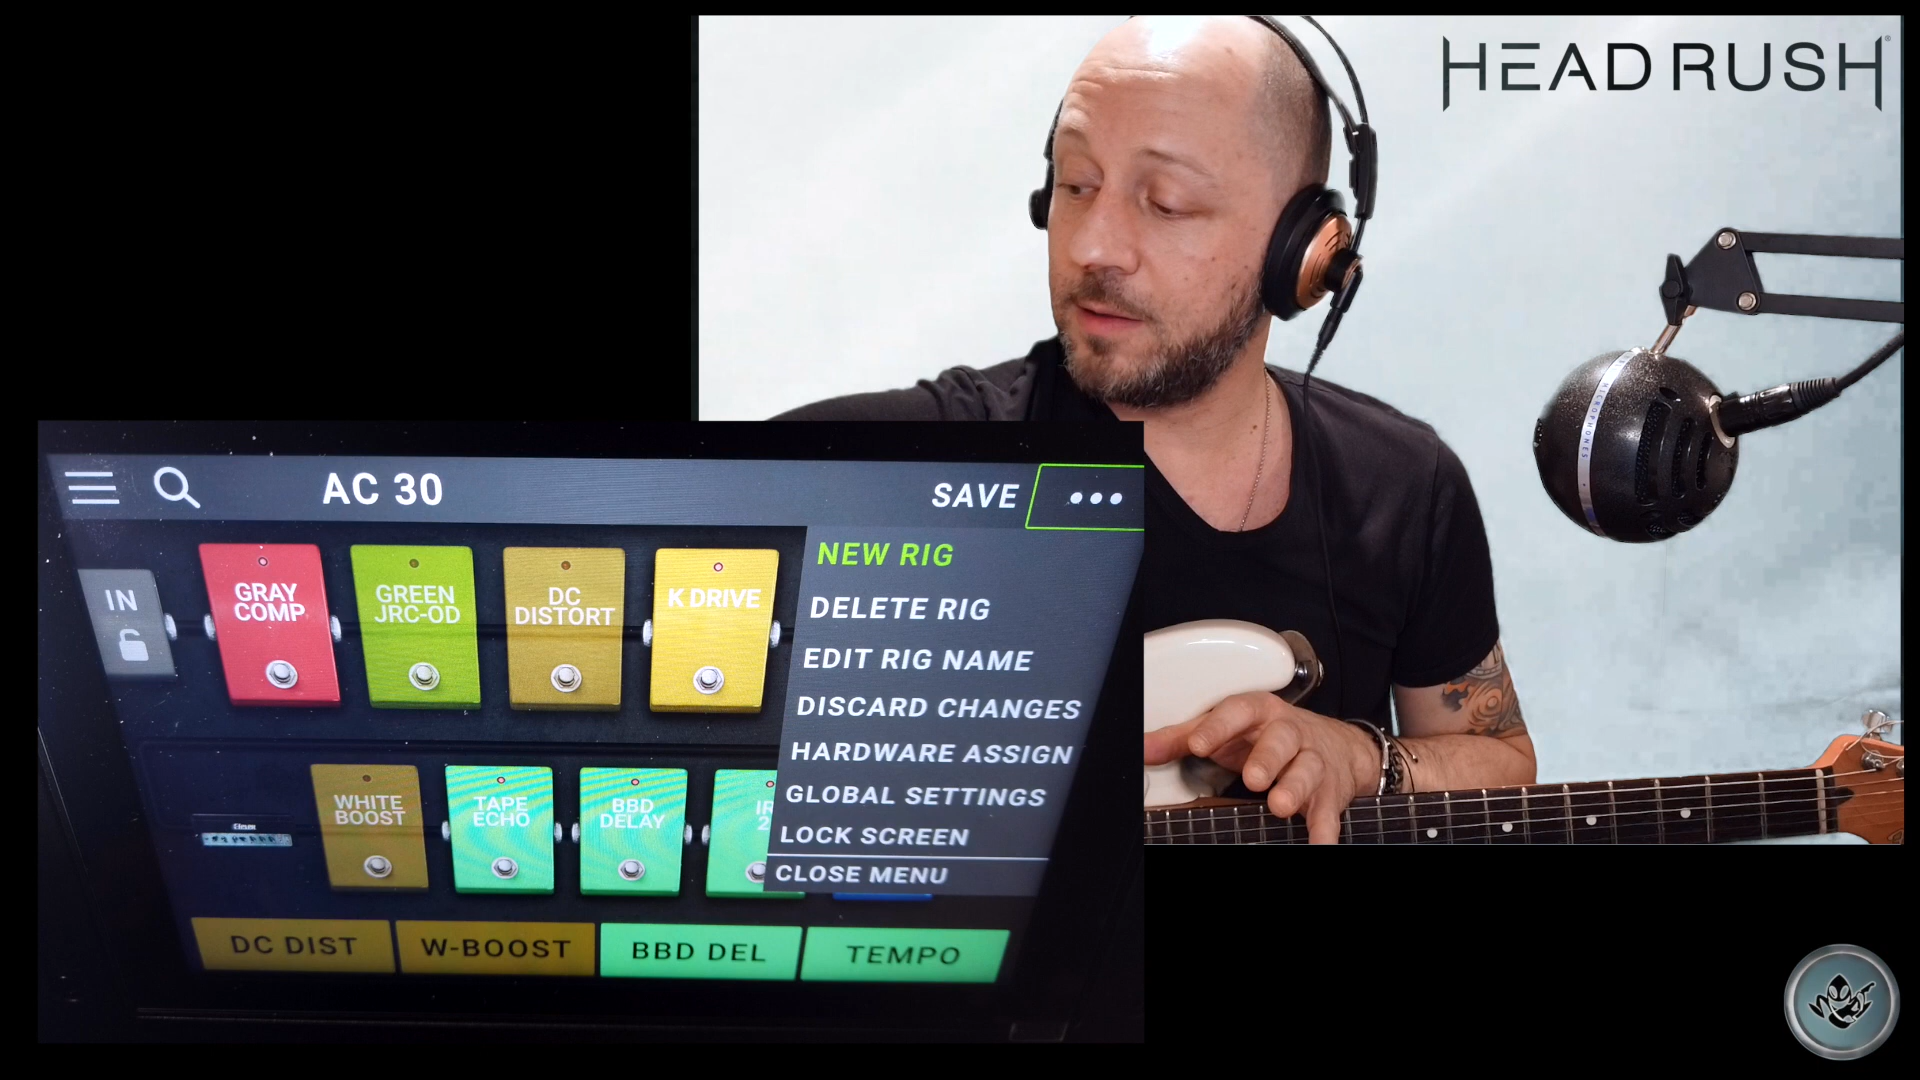 HEADRUSH
AC 30
SAVE
NEW RIG
DELETE RIG
EDIT RIG NAME
DISCARD CHANGES
HARDWARE ASSIGN
GLOBAL SETTINGS
LOCK SCREEN
CLOSE MENU
IN
GRAY
COMP
GREEN
JRC-OD
DC
DISTORT
K DRIVE
WHITE
BOOST
TAPE
ECHO
BBD
DELAY
DC DIST
W-BOOST
BBD DEL
TEMPO